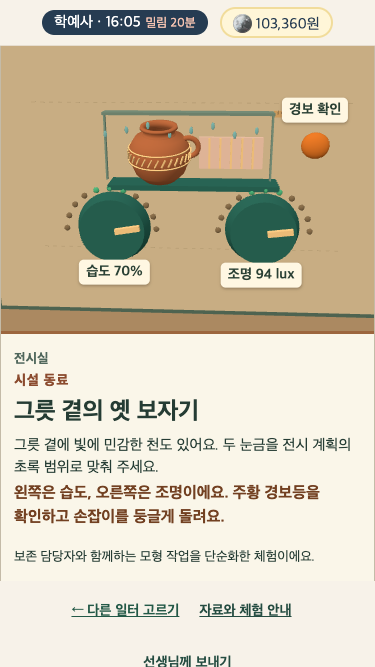 학예사 · 16:05 밀림 20분
103,360원
경보 확인
습도 70%
조명 94 lux
전시실
시설 동료
그릇 곁의 옛 보자기
그릇 곁에 빛에 민감한 천도 있어요. 두 눈금을 전시 계획의
초록 범위로 맞춰 주세요.
왼쪽은 습도, 오른쪽은 조명이에요. 주황 경보등을
확인하고 손잡이를 둥글게 돌려요.
보존 담당자와 함께하는 모형 작업을 단순화한 체험이에요.
← 다른 일터 고르기 자료와 체험 안내
선생님께 보내기